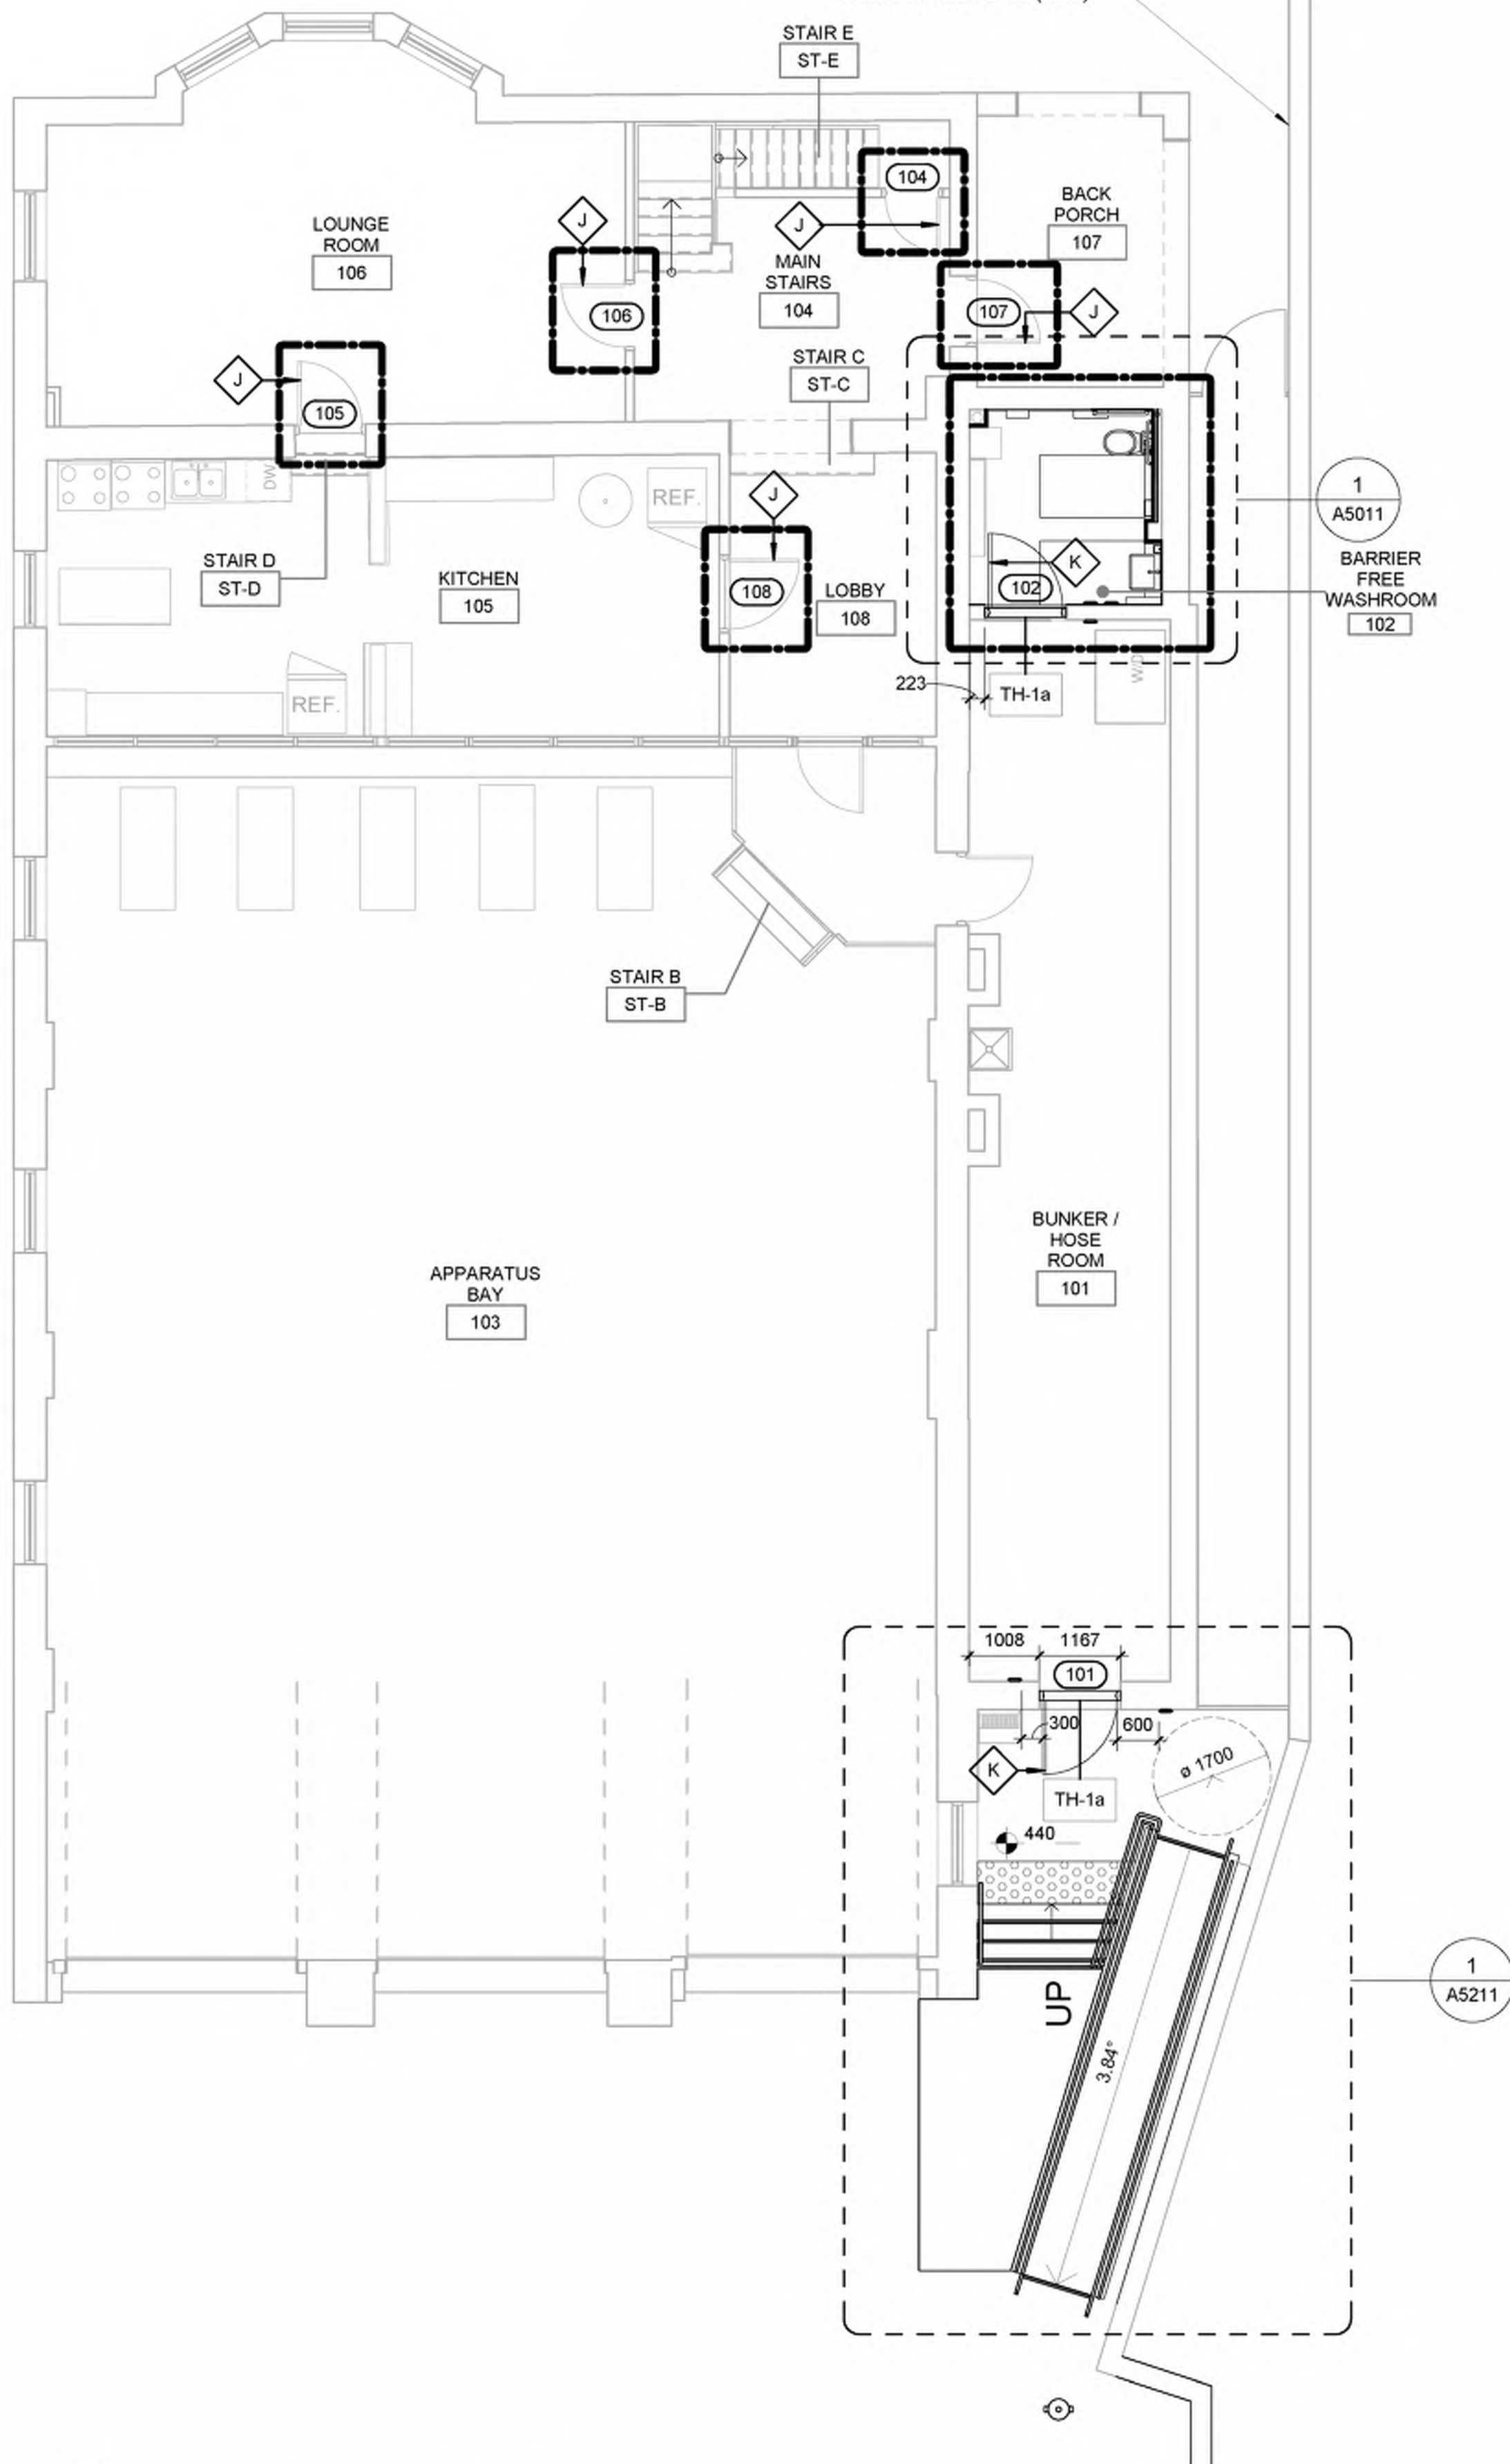 STAIR E
ST-E
104
J
J
LOUNGE
ROOM
106
BACK
PORCH
107
MAIN
STAIRS
104
106
107
J
STAIR C
ST-C
J
105
DW
REF.
J
1
A5011
STAIR D
ST-D
KITCHEN
105
108
LOBBY
108
K
102
BARRIER
FREE
WASHROOM
102
223
TH-1a
W/D
REF.
STAIR B
ST-B
BUNKER /
HOSE
ROOM
101
APPARATUS
BAY
103
1008
1167
101
300
600
K
ø 1700
TH-1a
440
UP
1
A5211
3.84°